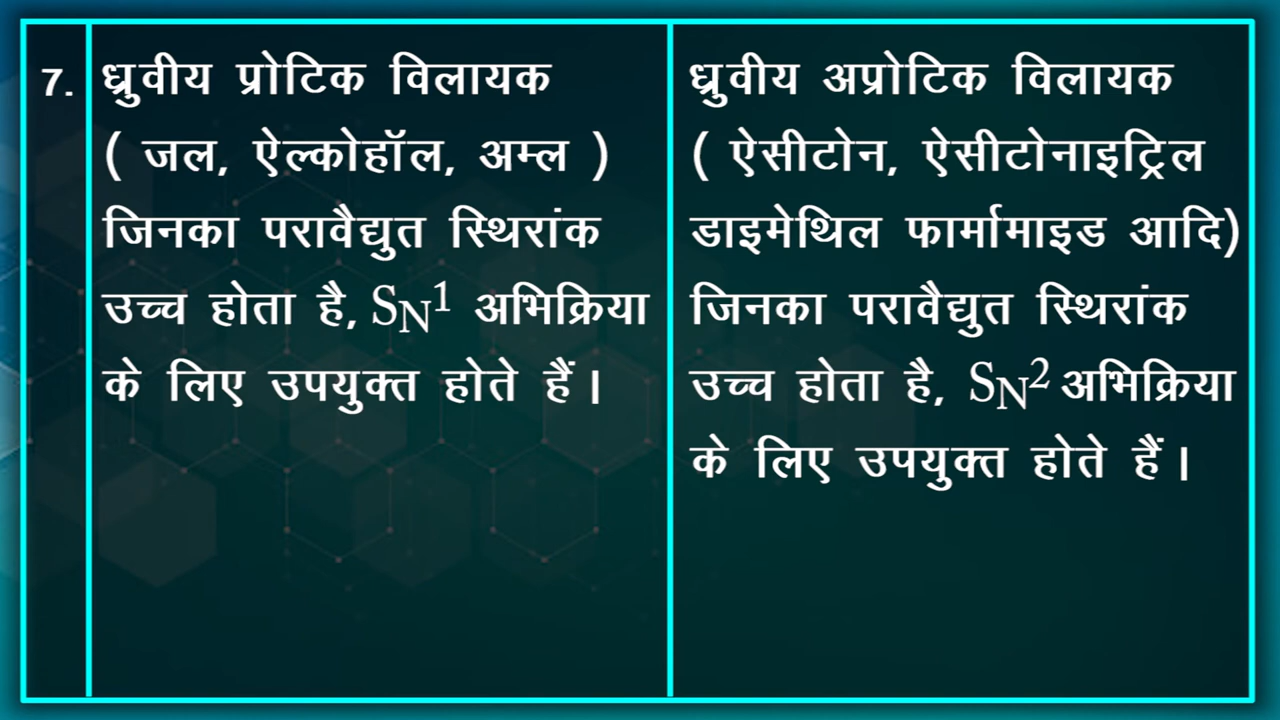 7.
ध्रुवीय प्रोटिक विलायक
( जल, ऐल्कोहॉल, अम्ल )
जिनका परावैद्युत स्थिरांक
उच्च होता है, SN1 अभिक्रिया
के लिए उपयुक्त होते हैं।
ध्रुवीय अप्रोटिक विलायक
( ऐसीटोन, ऐसीटोनाइट्रिल
डाइमेथिल फार्मामाइड आदि)
जिनका परावैद्युत स्थिरांक
उच्च होता है, SN2 अभिक्रिया
के लिए उपयुक्त होते हैं।